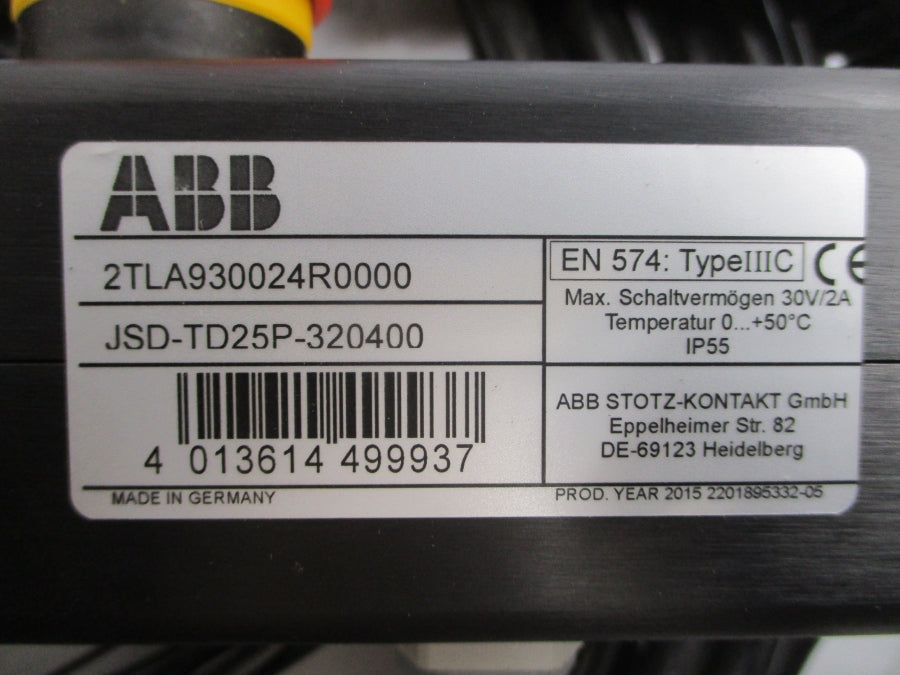 ABB
2TLA930024R0000
JSD-TD25P-320400
4 013614 499937
MADE IN GERMANY
EN 574: TypeIIIC CE
Max. Schaltvermögen 30V/2A
Temperatur 0...+50°C
IP55
ABB STOTZ-KONTAKT GmbH
Eppelheimer Str. 82
DE-69123 Heidelberg
PROD. YEAR 2015 2201895332-05